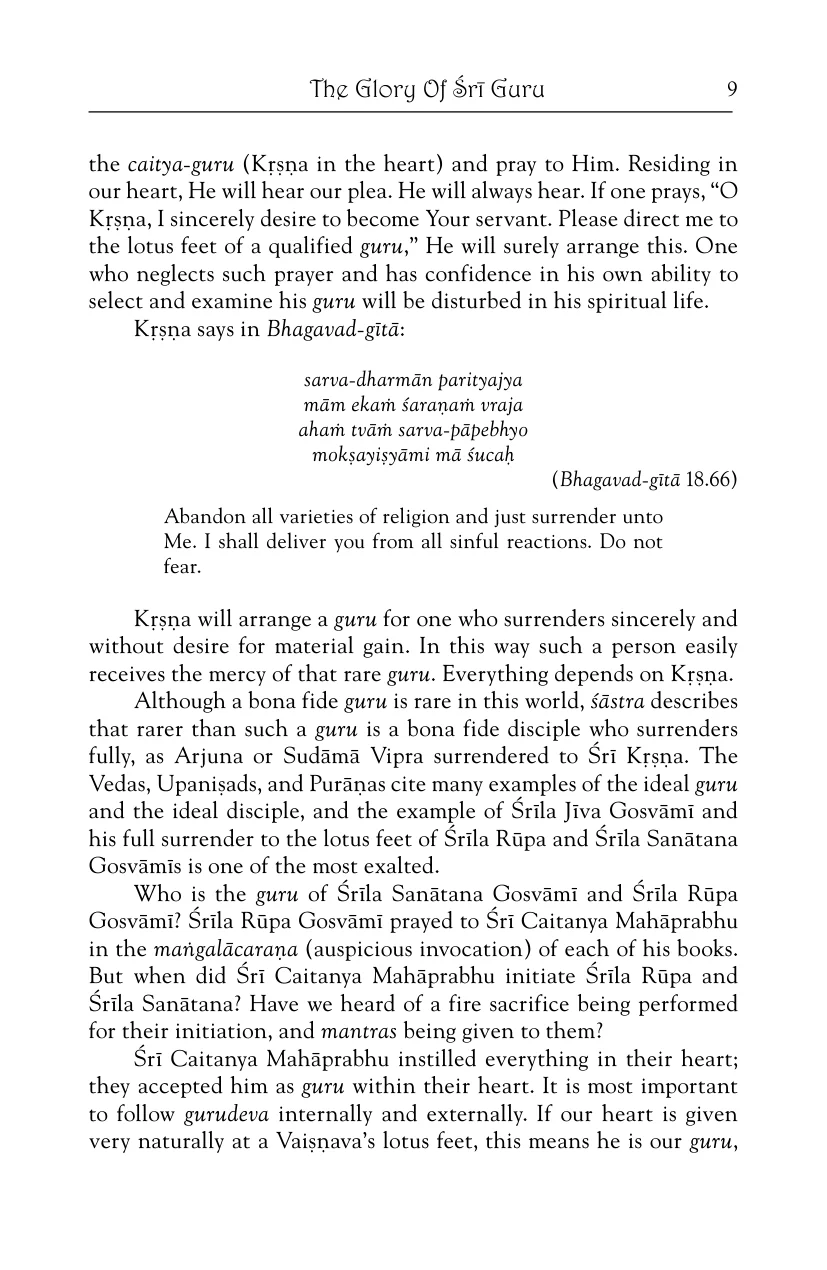 The Glory Of Śrī Guru 9
the caitya-guru (Kṛṣṇa in the heart) and pray to Him. Residing in
our heart, He will hear our plea. He will always hear. If one prays, “O
Kṛṣṇa, I sincerely desire to become Your servant. Please direct me to
the lotus feet of a qualified guru,” He will surely arrange this. One
who neglects such prayer and has confidence in his own ability to
select and examine his guru will be disturbed in his spiritual life.
Kṛṣṇa says in Bhagavad-gītā:
sarva-dharmān parityajya
mām ekaṁ śaraṇaṁ vraja
ahaṁ tvāṁ sarva-pāpebhyo
mokṣayiṣyāmi mā śucaḥ
(Bhagavad-gītā 18.66)
Abandon all varieties of religion and just surrender unto
Me. I shall deliver you from all sinful reactions. Do not
fear.
Kṛṣṇa will arrange a guru for one who surrenders sincerely and
without desire for material gain. In this way such a person easily
receives the mercy of that rare guru. Everything depends on Kṛṣṇa.
Although a bona fide guru is rare in this world, śāstra describes
that rarer than such a guru is a bona fide disciple who surrenders
fully, as Arjuna or Sudāmā Vipra surrendered to Śrī Kṛṣṇa. The
Vedas, Upaniṣads, and Purāṇas cite many examples of the ideal guru
and the ideal disciple, and the example of Śrīla Jīva Gosvāmī and
his full surrender to the lotus feet of Śrīla Rūpa and Śrīla Sanātana
Gosvāmīs is one of the most exalted.
Who is the guru of Śrīla Sanātana Gosvāmī and Śrīla Rūpa
Gosvāmī? Śrīla Rūpa Gosvāmī prayed to Śrī Caitanya Mahāprabhu
in the maṅgalācaraṇa (auspicious invocation) of each of his books.
But when did Śrī Caitanya Mahāprabhu initiate Śrīla Rūpa and
Śrīla Sanātana? Have we heard of a fire sacrifice being performed
for their initiation, and mantras being given to them?
Śrī Caitanya Mahāprabhu instilled everything in their heart;
they accepted him as guru within their heart. It is most important
to follow gurudeva internally and externally. If our heart is given
very naturally at a Vaiṣṇava’s lotus feet, this means he is our guru,